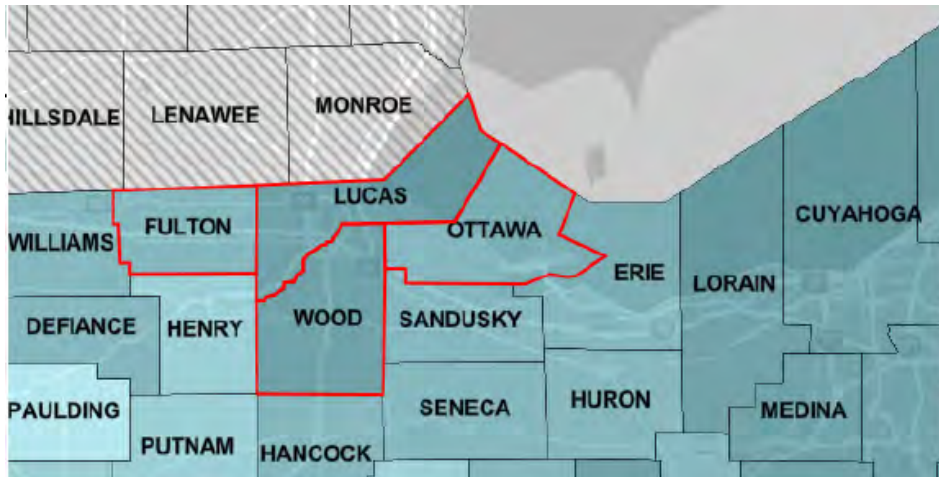 MONROE
HILLSDALE
LENAWEE
LUCAS
CUYAHOGA
FULTON
OTTAWA
WILLIAMS
ERIE
LORAIN
WOOD
SANDUSKY
DEFIANCE
HENRY
HURON
SENECA
MEDINA
PAULDING
PUTNAM
HANCOCK